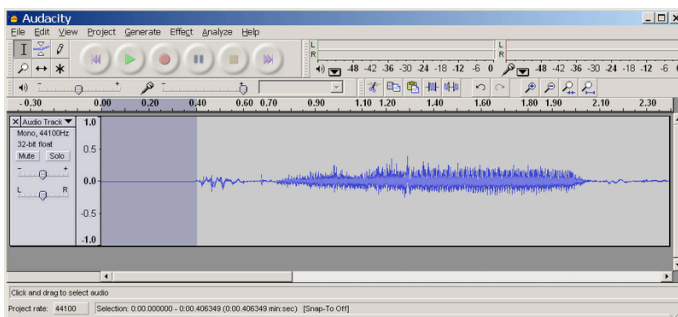 Audacity
File Edit View Project Generate Effect Analyze Help
L R -48 -42 -36 -30 -24 -18 -12 -6 0
L R -48 -42 -36 -30 -24 -18 -12 -6
- 0.30 0.00 0.20 0.40 0.60 0.70 0.90 1.10 1.20 1.40 1.60 1.80 1.90 2.10 2.30
Audio Track
Mono, 44100Hz
32-bit float
Mute Solo
- +
L R
1.0
0.5
0.0
-0.5
-1.0
Click and drag to select audio
Project rate: 44100 Selection: 0:00.000000 - 0:00.406349 (0:00.406349 min:sec) [Snap-To Off]